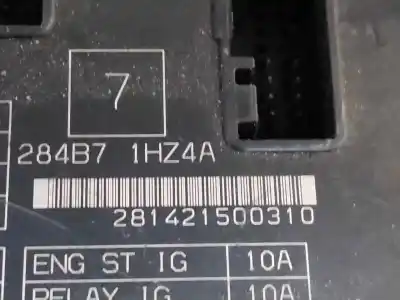 7
284B7 1HZ4A
281421500310
ENG ST IG 10A
RELAY IG 10A